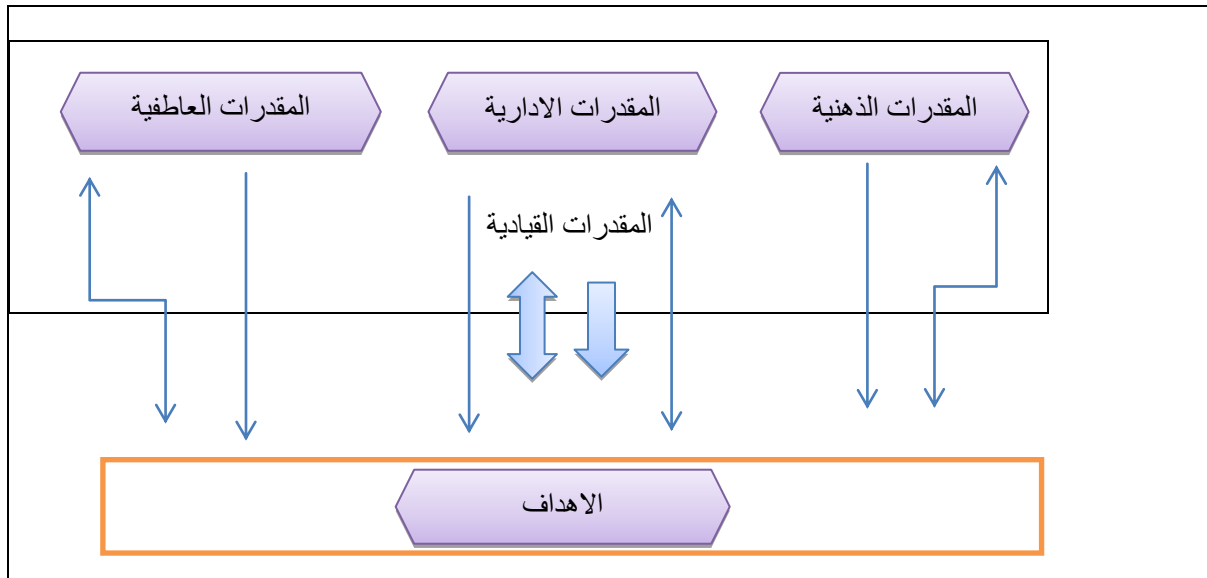 المقدرات الذهنية
المقدرات الادارية
المقدرات العاطفية
المقدرات القيادية
الاهداف